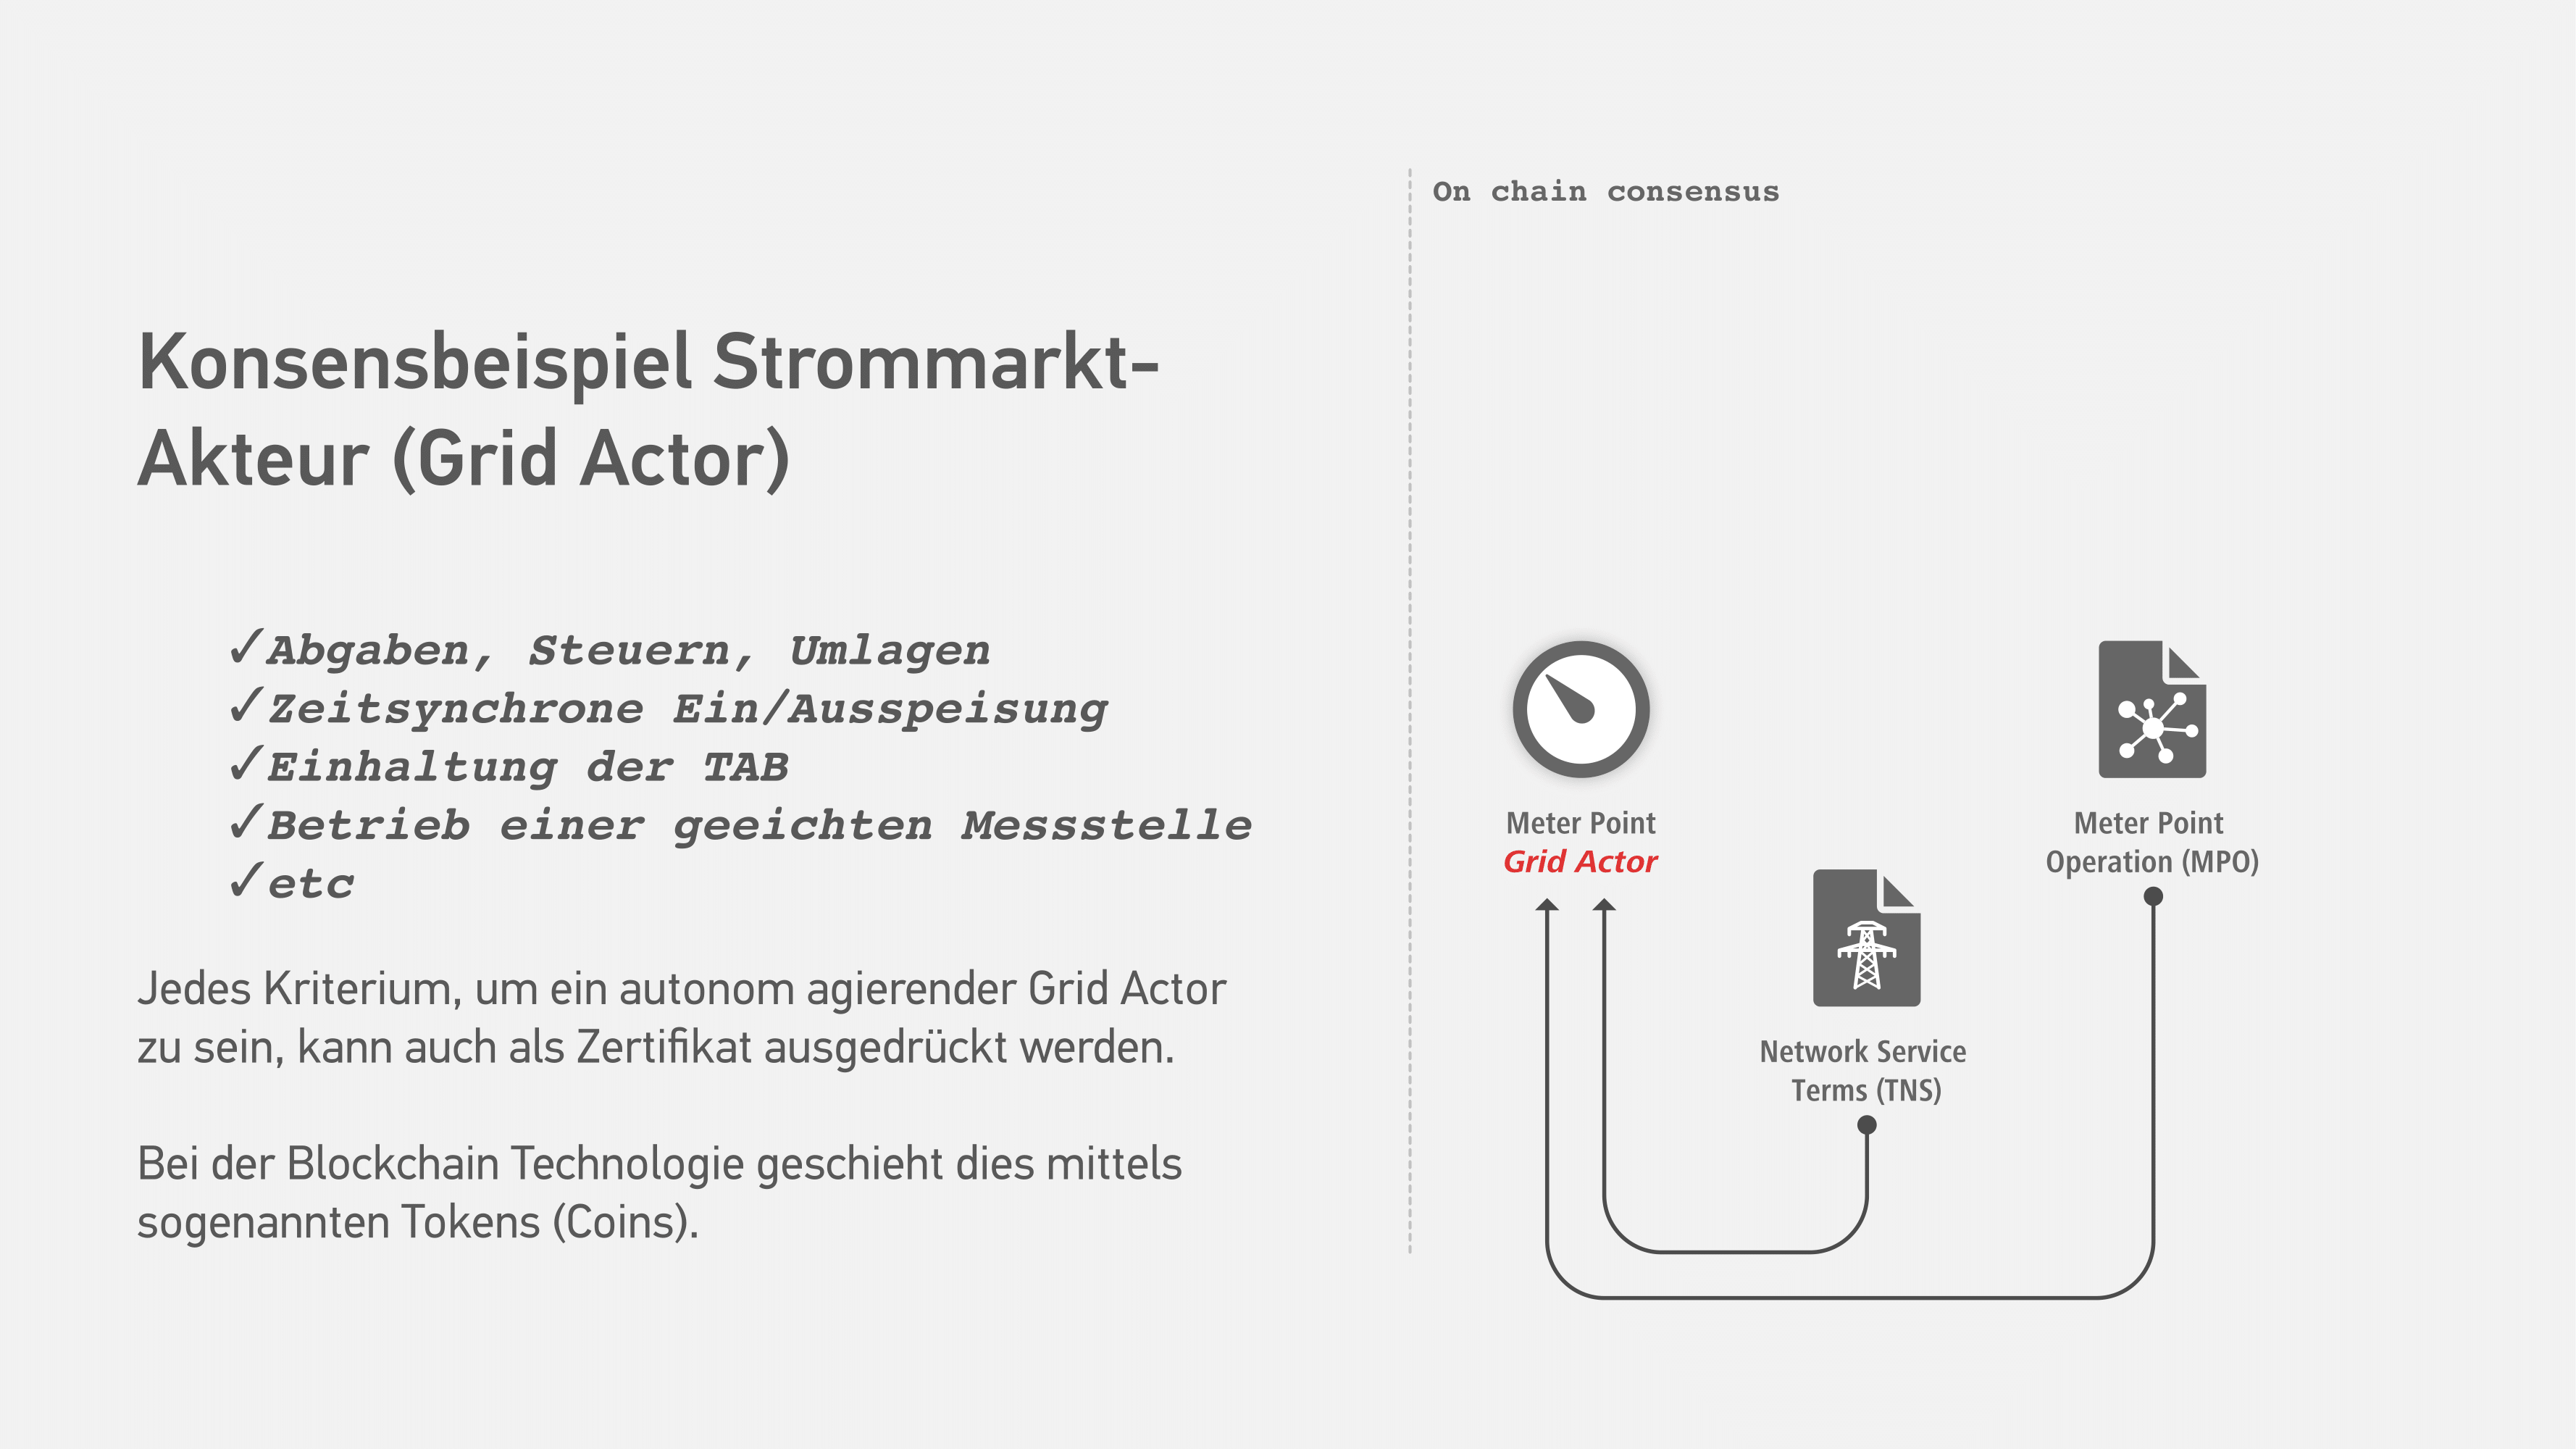 Konsensbeispiel Strommarkt-
Akteur (Grid Actor)
✓Abgaben, Steuern, Umlagen
✓Zeitsynchrone Ein/Ausspeisung
✓Einhaltung der TAB
✓Betrieb einer geeichten Messstelle
✓etc
Jedes Kriterium, um ein autonom agierender Grid Actor
zu sein, kann auch als Zertifikat ausgedrückt werden.
Bei der Blockchain Technologie geschieht dies mittels
sogenannten Tokens (Coins).
On chain consensus
Meter Point
Grid Actor
Network Service
Terms (TNS)
Meter Point
Operation (MPO)